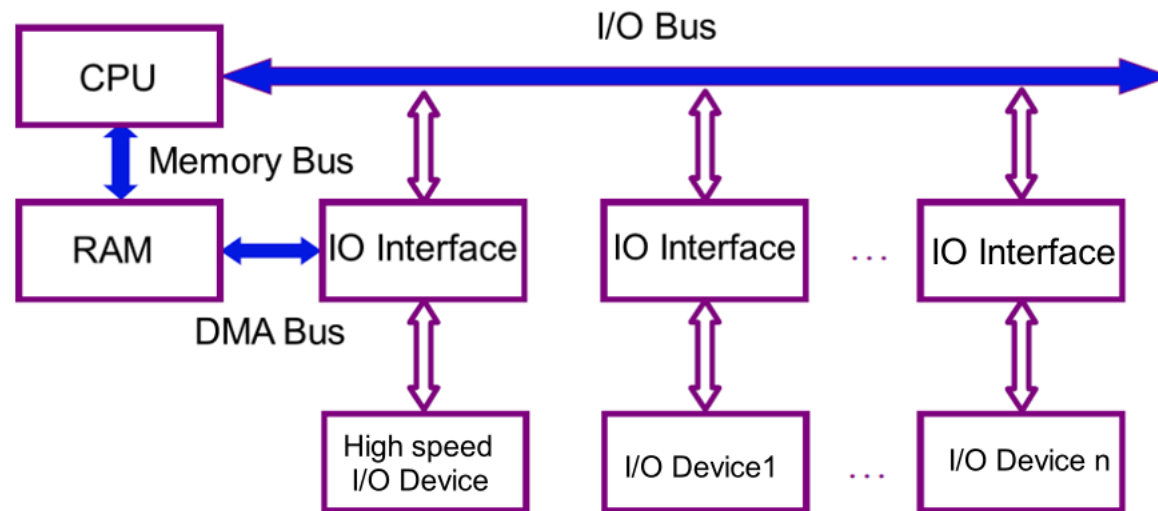 I/O Bus
CPU
Memory Bus
RAM
IO Interface
IO Interface
...
IO Interface
DMA Bus
High speed
I/O Device
I/O Device1
...
I/O Device n